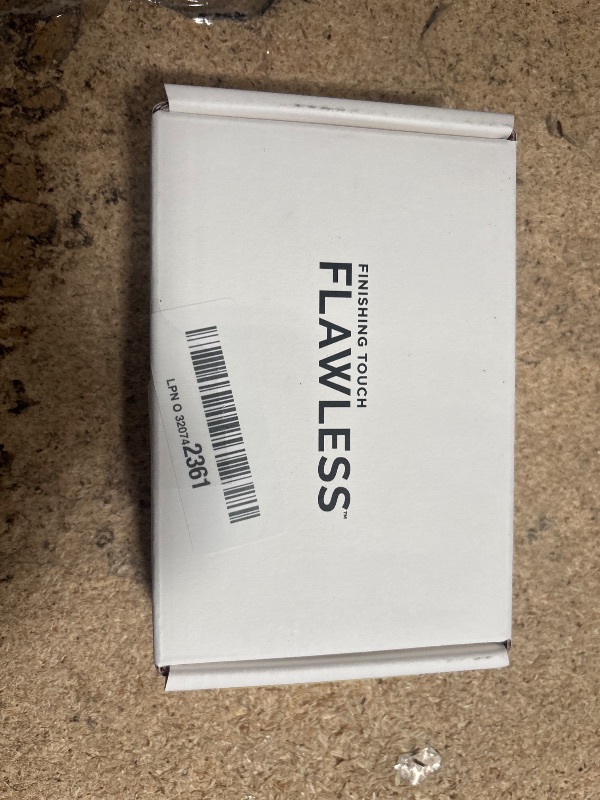 FINISHING TOUCH
FLAWLESS™
LPN O 320742361